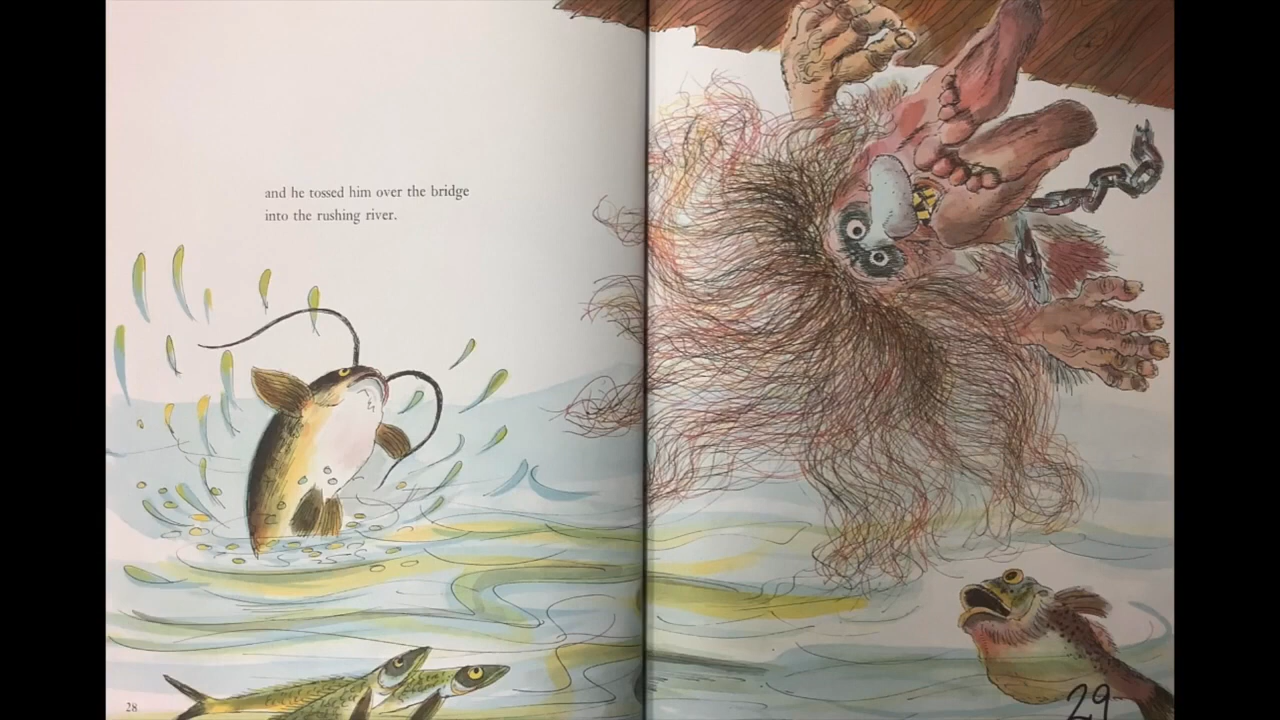 and he tossed him over the bridge
into the rushing river.
28
29